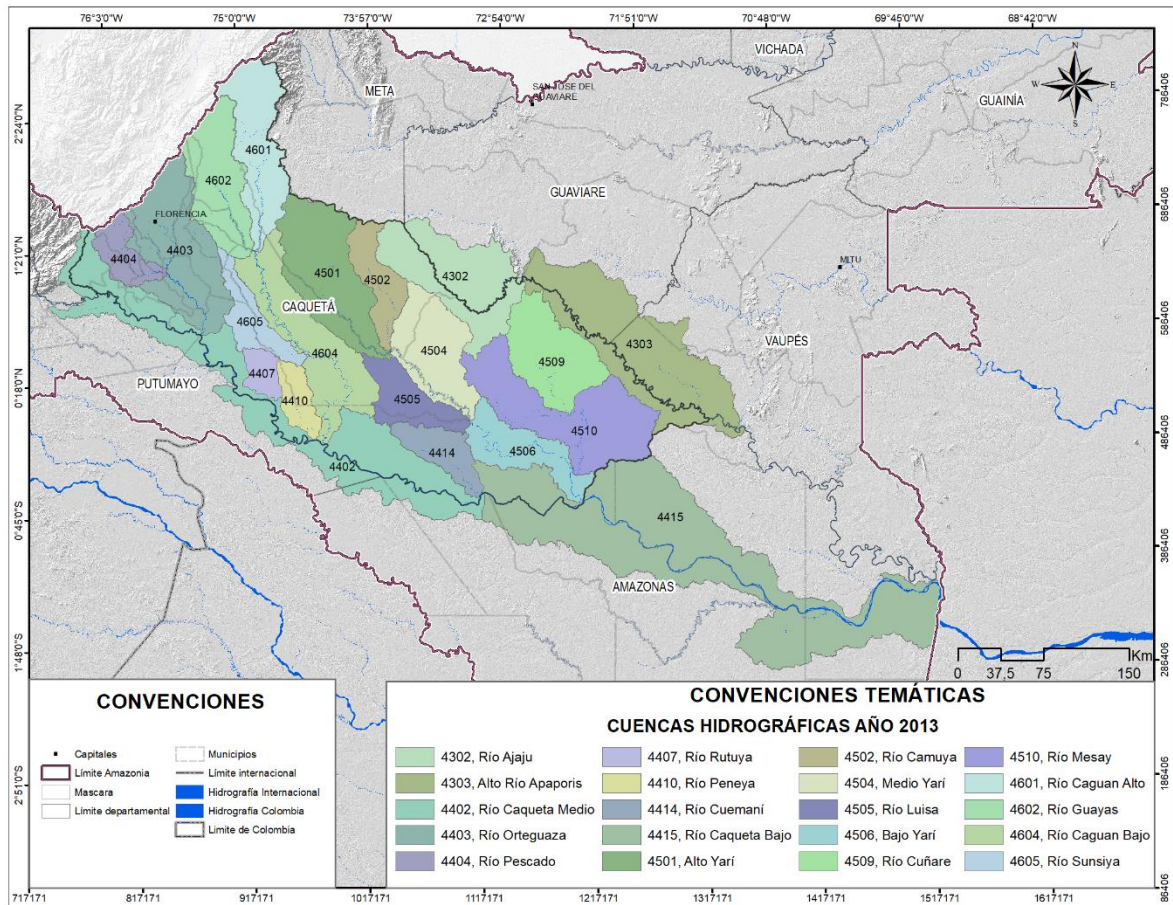 76°3'0"W 75°0'0"W 73°57'0"W 72°54'0"W 71°51'0"W 70°48'0"W 69°45'0"W 68°42'0"W
VICHADA
META
SAN JOSE DEL
GUAVIARE
GUAINÍA
N
W E
S
2°24'0"N
786406
4601
4602
GUAVIARE
686406
FLORENCIA
1°21'0"N
4404
4403
4501
4502
4302
MITU
CAQUETÁ
586406
4605
4604
4504
4509
4303
VAUPÉS
PUTUMAYO
4407
0°18'0"N
4410
4505
4510
486406
4402
4414
4506
4415
0°45'0"S
386406
AMAZONAS
1°48'0"S
286406
Km
0 37,5 75 150
2°51'0"S
186406
86406
CONVENCIONES
Capitales
Límite Amazonia
Mascara
Límite departamental
Municipios
Límite internacional
Hidrografía Internacional
Hidrografía Colombia
Limite de Colombia
CONVENCIONES TEMÁTICAS
CUENCAS HIDROGRÁFICAS AÑO 2013
4302, Río Ajaju
4303, Alto Río Apaporis
4402, Río Caqueta Medio
4403, Río Orteguaza
4404, Río Pescado
4407, Río Rutuya
4410, Río Peneya
4414, Río Cuemaní
4415, Río Caqueta Bajo
4501, Alto Yarí
4502, Río Camuya
4504, Medio Yarí
4505, Río Luisa
4506, Bajo Yarí
4509, Río Cuñare
4510, Río Mesay
4601, Río Caguan Alto
4602, Río Guayas
4604, Río Caguan Bajo
4605, Río Sunsiya
717171 817171 917171 1017171 1117171 1217171 1317171 1417171 1517171 1617171